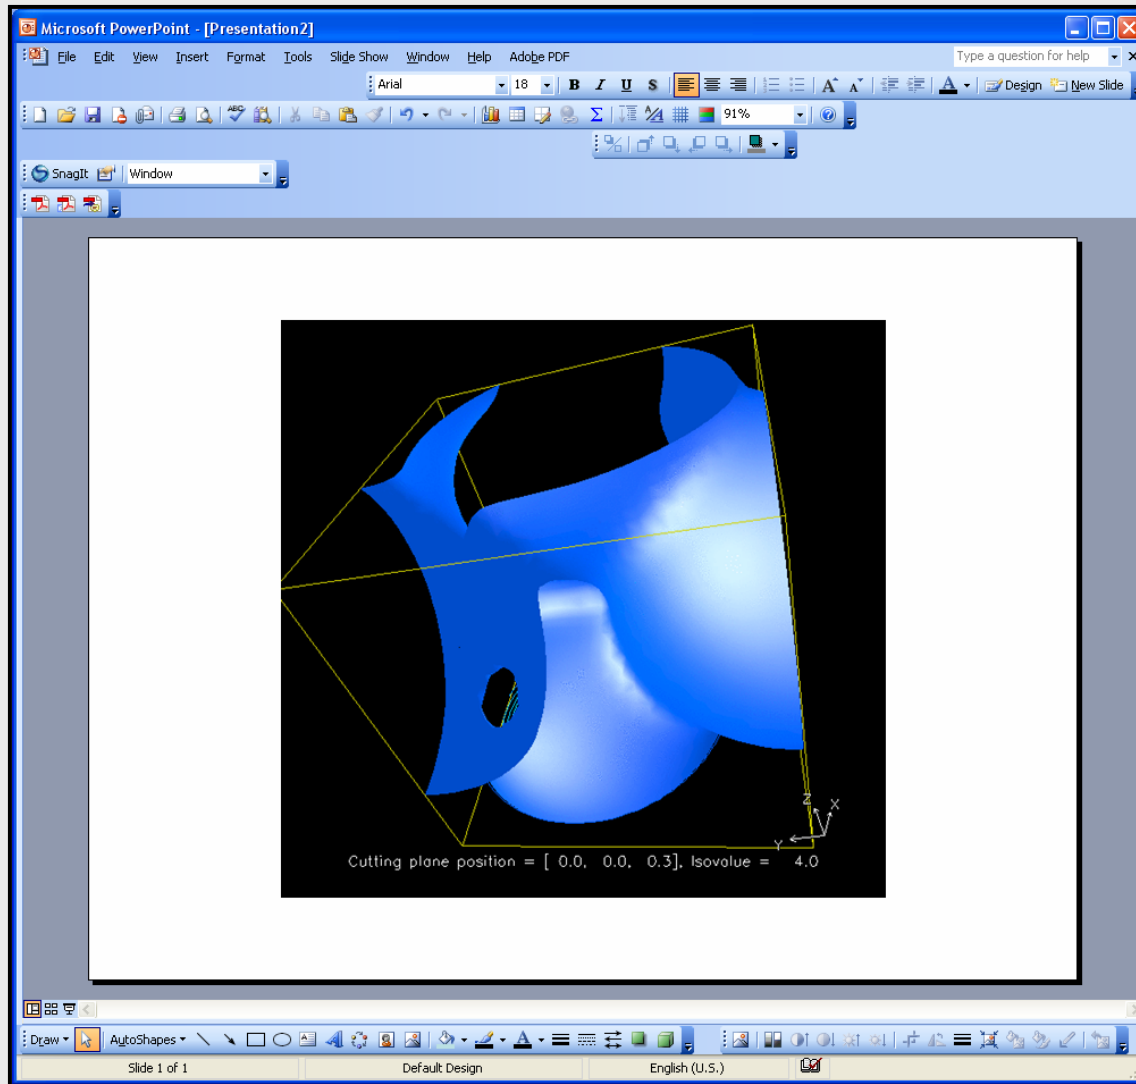 Microsoft PowerPoint - [Presentation2]
File Edit View Insert Format Tools Slide Show Window Help Adobe PDF Type a question for help
Arial 18 B I U S A A A Design New Slide
ABC Σ A 91%
SnagIt Window
Z X
Y
Cutting plane position = [ 0.0, 0.0, 0.3], Isovalue = 4.0
Draw AutoShapes A A
Slide 1 of 1 Default Design English (U.S.)